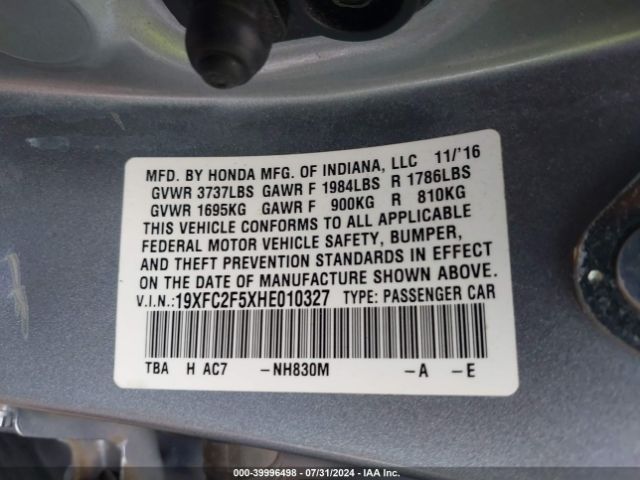 MFD. BY HONDA MFG. OF INDIANA, LLC 11/'16
GVWR 3737LBS GAWR F 1984LBS R 1786LBS
GVWR 1695KG GAWR F 900KG R 810KG
THIS VEHICLE CONFORMS TO ALL APPLICABLE
FEDERAL MOTOR VEHICLE SAFETY, BUMPER,
AND THEFT PREVENTION STANDARDS IN EFFECT
ON THE DATE OF MANUFACTURE SHOWN ABOVE.
V.I.N.:19XFC2F5XHE010327 TYPE: PASSENGER CAR
TBA H AC7 -NH830M -A -E
000-39996498 - 07/31/2024 - IAA Inc.